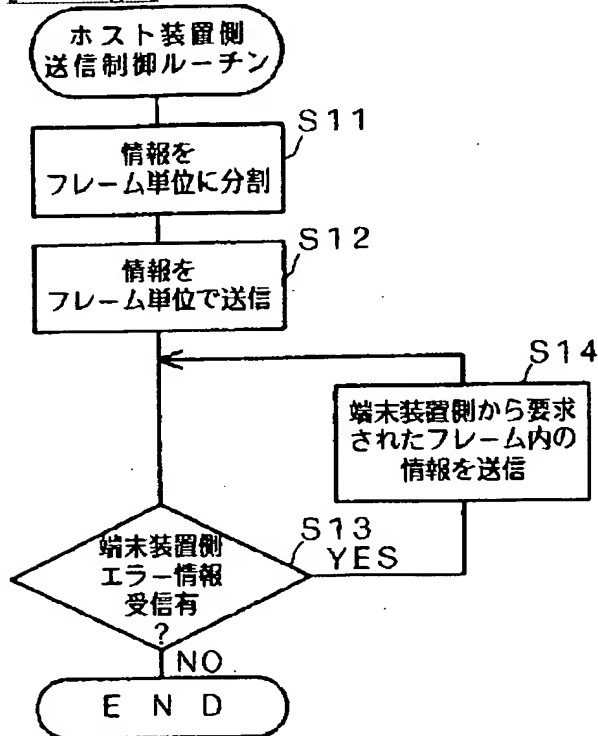 ホスト装置側
送信制御ルーチン
S11
情報を
フレーム単位に分割
S12
情報を
フレーム単位で送信
S14
端末装置側から要求
されたフレーム内の
情報を送信
S13
端末装置側
エラー情報
受信有
?
YES
NO
END